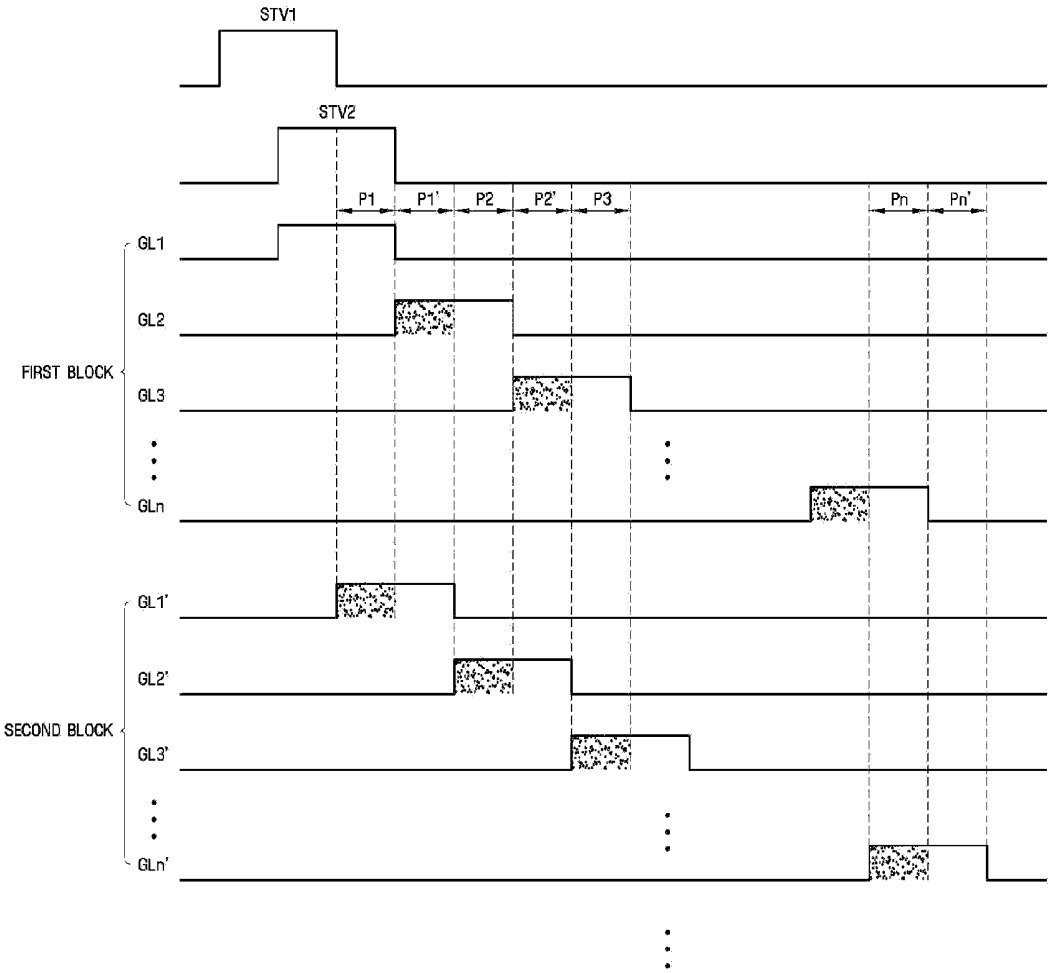 STV1
STV2
P1 P1' P2 P2' P3 Pn Pn'
GL1
GL2
FIRST BLOCK
GL3
GLn
GL1'
GL2'
SECOND BLOCK
GL3'
GLn'